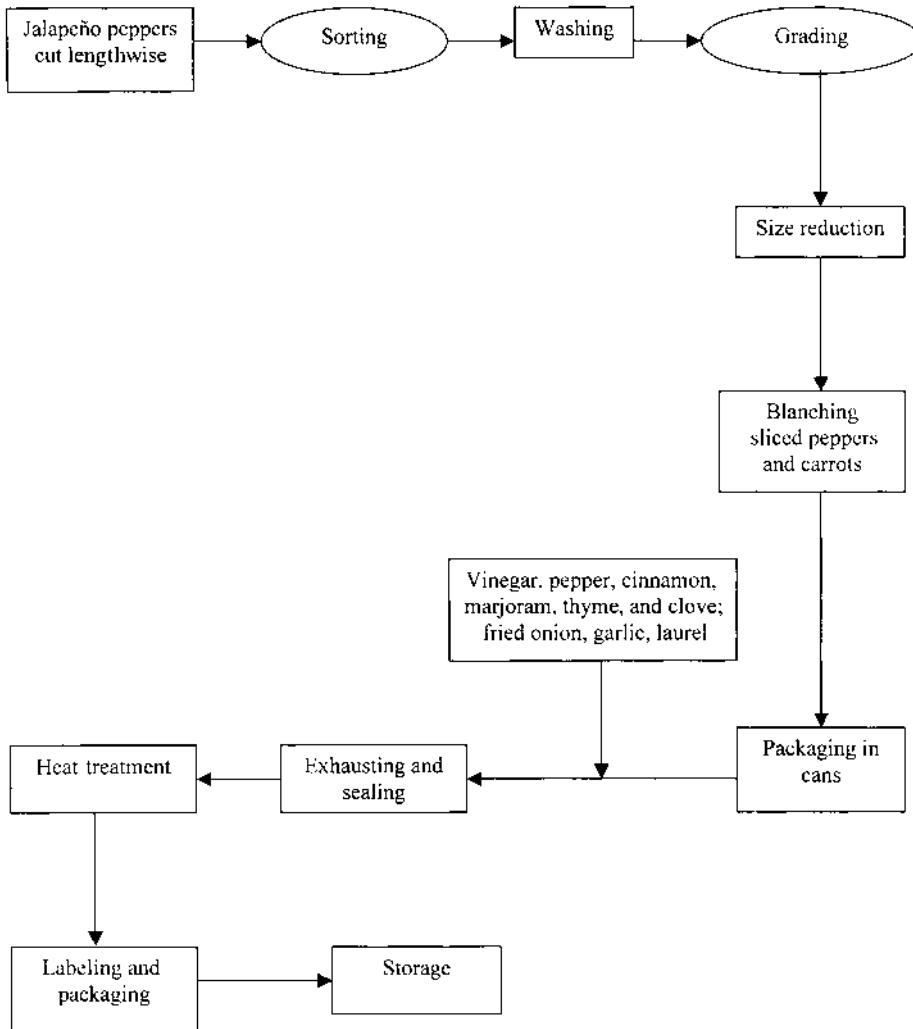 Jalapeño peppers
cut lengthwise
Sorting
Washing
Grading
Size reduction
Blanching
sliced peppers
and carrots
Vinegar. pepper, cinnamon,
marjoram, thyme, and clove;
fried onion, garlic, laurel
Packaging in
cans
Exhausting and
sealing
Heat treatment
Labeling and
packaging
Storage